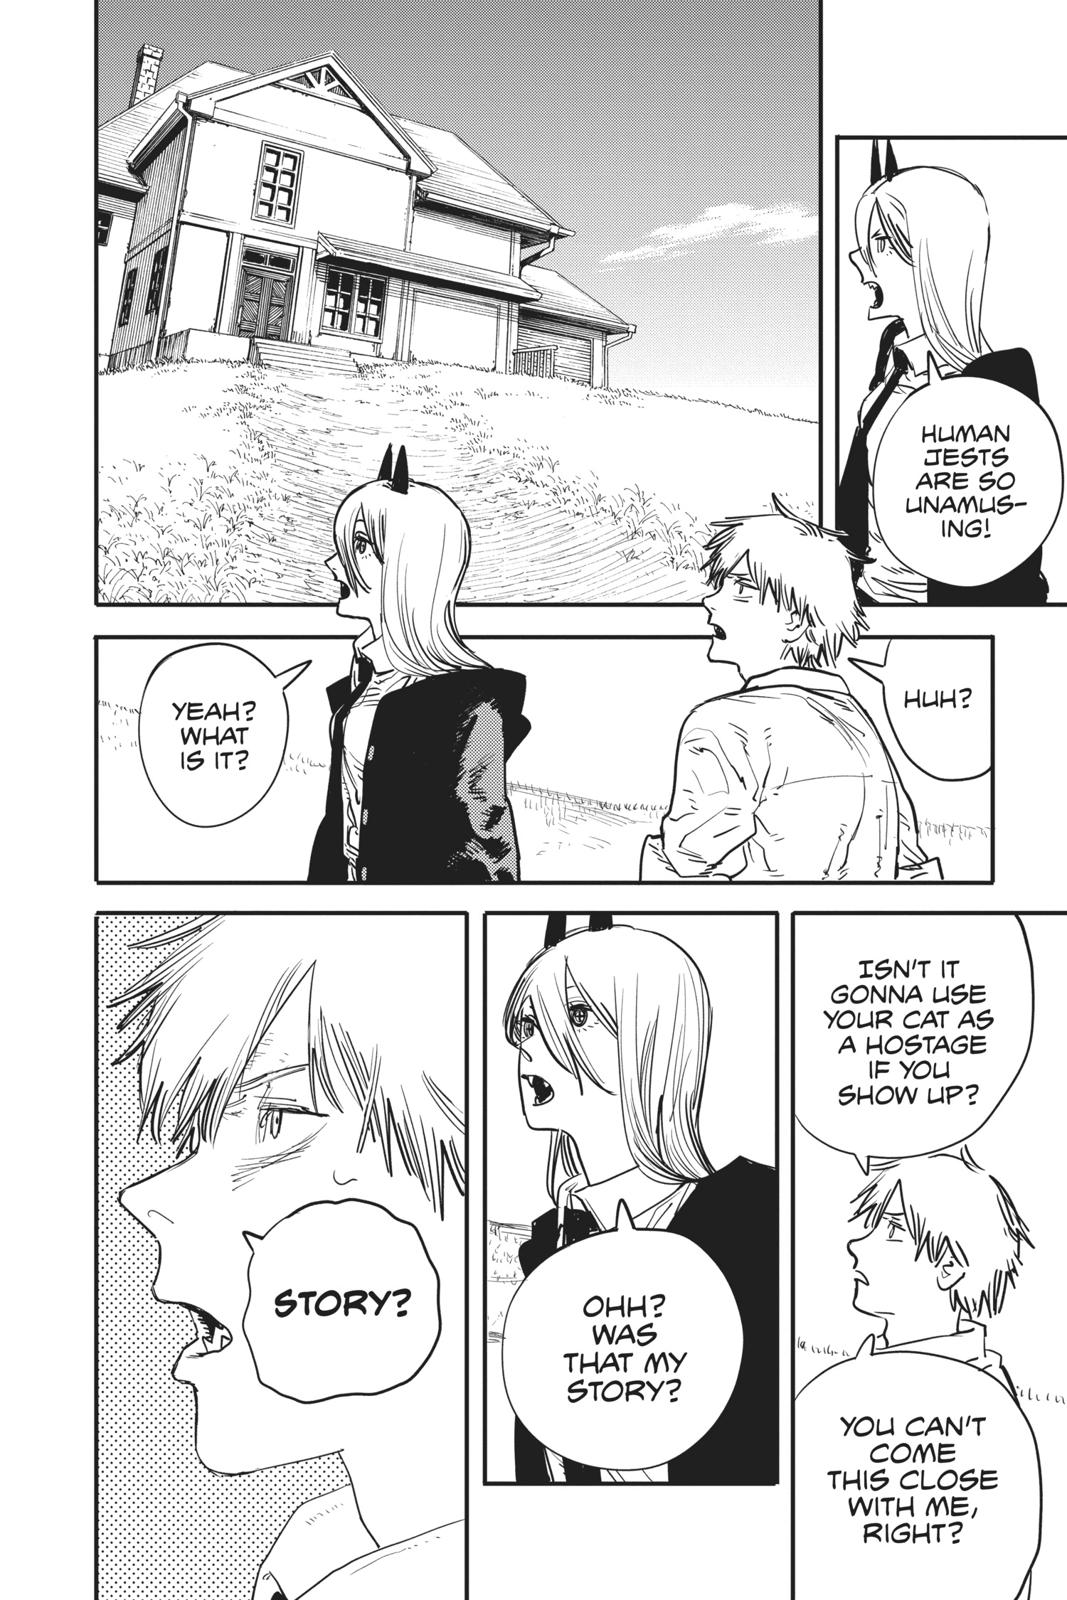 HUMAN
JESTS
ARE SO
UNAMUS-
ING!
HUH?
YEAH?
WHAT
IS IT?
ISN'T IT
GONNA USE
YOUR CAT AS
A HOSTAGE
IF YOU
SHOW UP?
YOU CAN'T
COME
THIS CLOSE
WITH ME,
RIGHT?
OHH?
WAS
THAT MY
STORY?
STORY?